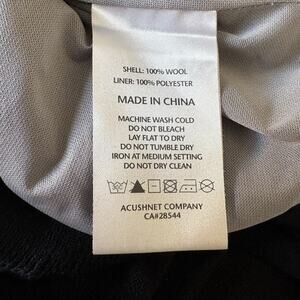 SHELL: 100% WOOL
LINER: 100% POLYESTER
MADE IN CHINA
MACHINE WASH COLD
DO NOT BLEACH
LAY FLAT TO DRY
DO NOT TUMBLE DRY
IRON AT MEDIUM SETTING
DO NOT DRY CLEAN
ACUSHNET COMPANY
CA#28544